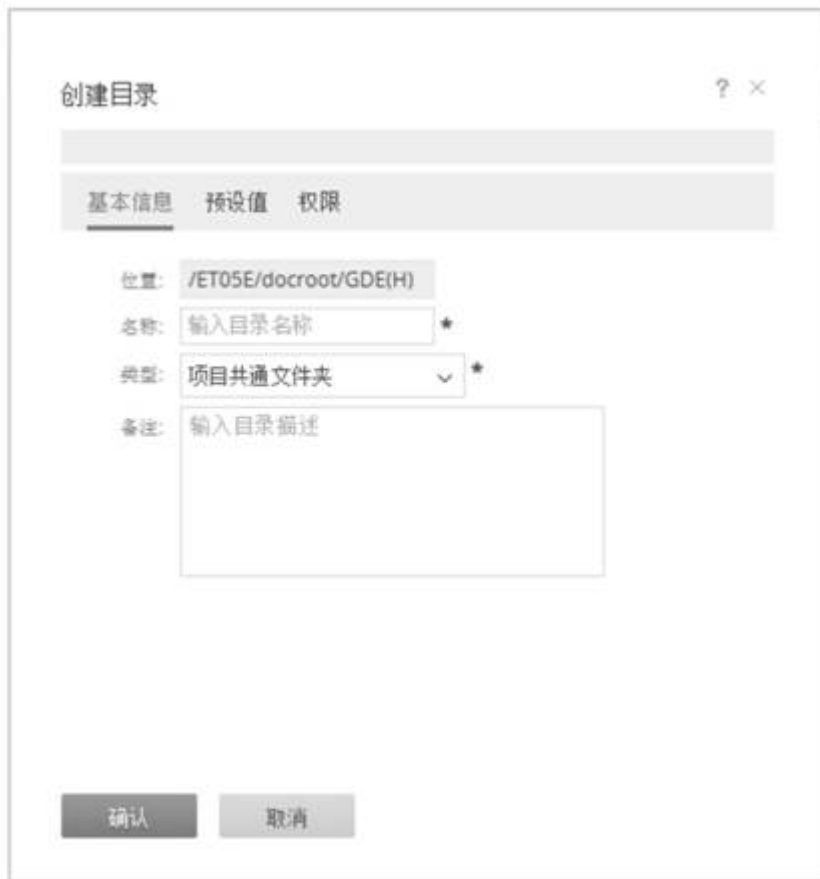 创建目录 ? ×
基本信息 预设值 权限
位置: /ET05E/docroot/GDE(H)
名称: 输入目录名称 *
类型: 项目共通文件夹 *
备注: 输入目录描述
确认 取消